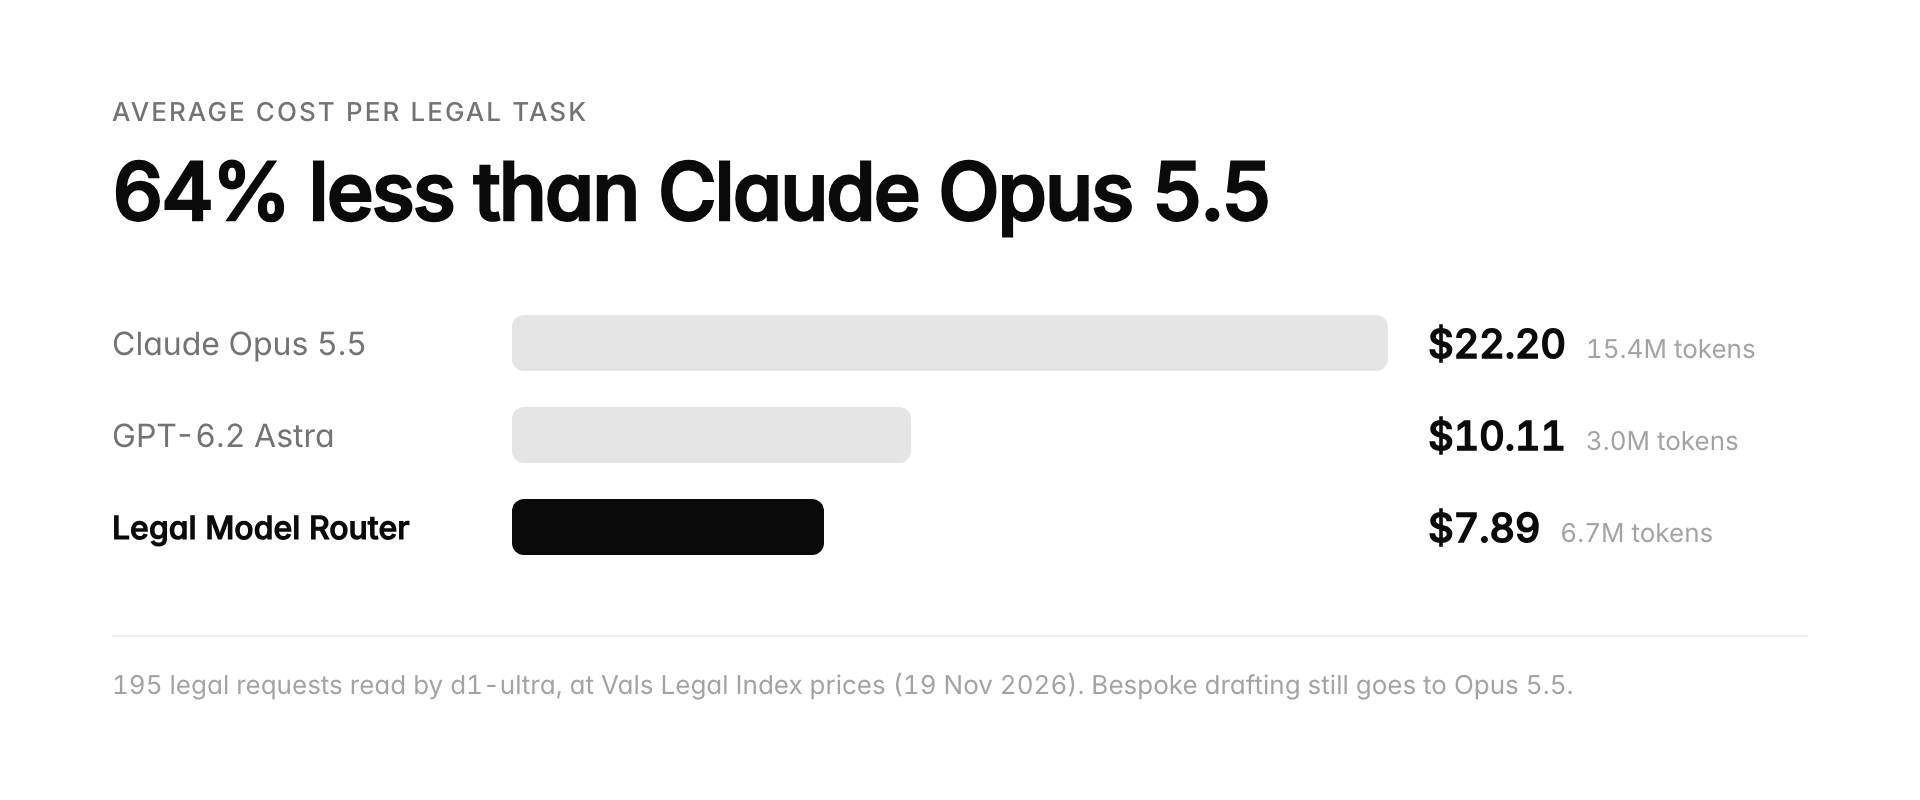 AVERAGE COST PER LEGAL TASK
64% less than Claude Opus 5.5
Claude Opus 5.5 $22.20 15.4M tokens
GPT-6.2 Astra $10.11 3.0M tokens
Legal Model Router $7.89 6.7M tokens
195 legal requests read by d1-ultra, at Vals Legal Index prices (19 Nov 2026). Bespoke drafting still goes to Opus 5.5.